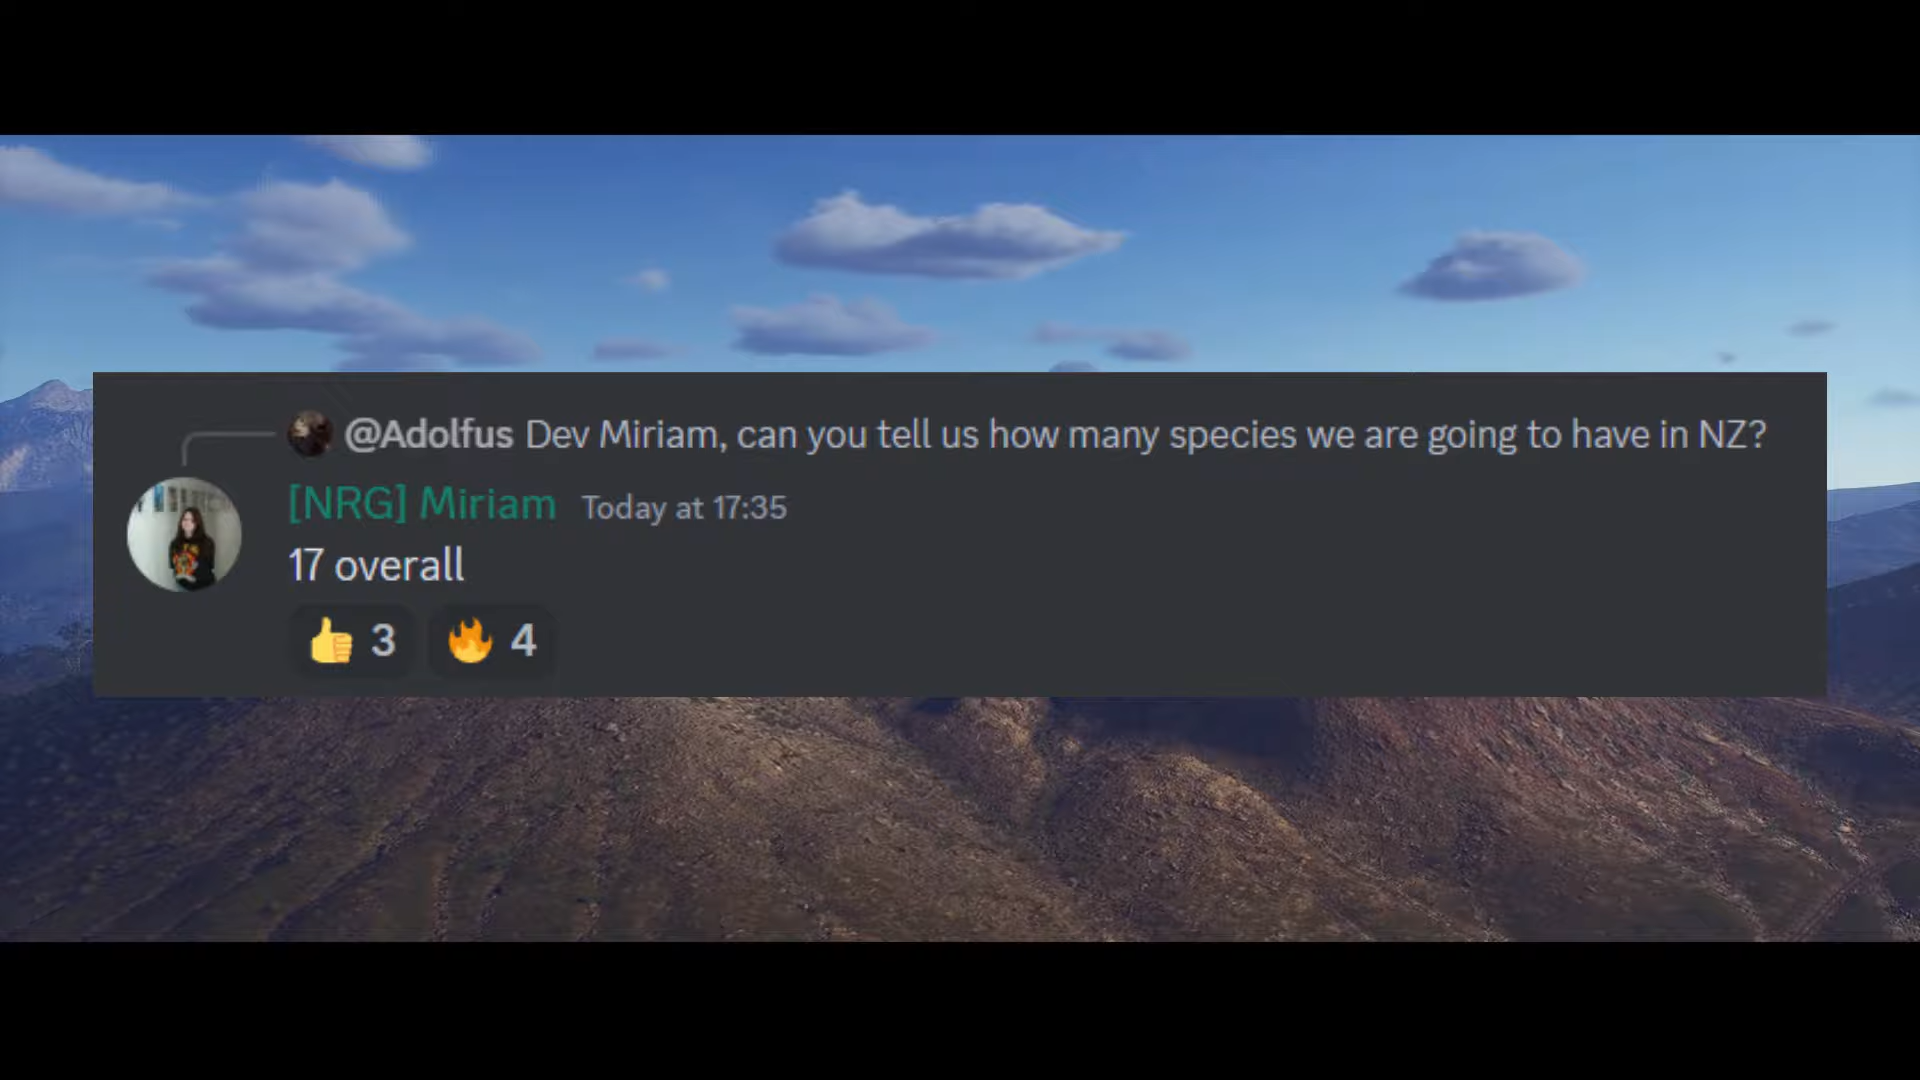 @Adolfus Dev Miriam, can you tell us how many species we are going to have in NZ?
[NRG] Miriam Today at 17:35
17 overall
👍 3 🔥 4